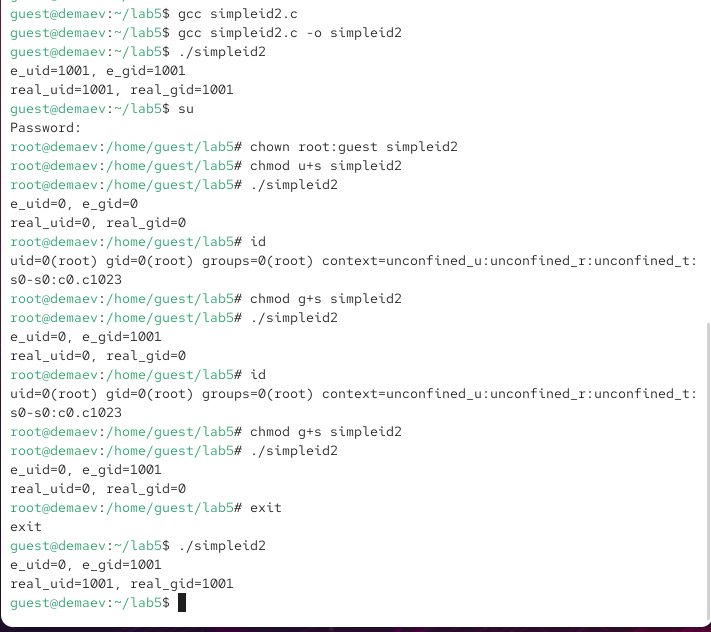 guest@demaev:~/lab5$ gcc simpleid2.c
guest@demaev:~/lab5$ gcc simpleid2.c -o simpleid2
guest@demaev:~/lab5$ ./simpleid2
e_uid=1001, e_gid=1001
real_uid=1001, real_gid=1001
guest@demaev:~/lab5$ su
Password:
root@demaev:/home/guest/lab5# chown root:guest simpleid2
root@demaev:/home/guest/lab5# chmod u+s simpleid2
root@demaev:/home/guest/lab5# ./simpleid2
e_uid=0, e_gid=0
real_uid=0, real_gid=0
root@demaev:/home/guest/lab5# id
uid=0(root) gid=0(root) groups=0(root) context=unconfined_u:unconfined_r:unconfined_t:
s0-s0:c0.c1023
root@demaev:/home/guest/lab5# chmod g+s simpleid2
root@demaev:/home/guest/lab5# ./simpleid2
e_uid=0, e_gid=1001
real_uid=0, real_gid=0
root@demaev:/home/guest/lab5# id
uid=0(root) gid=0(root) groups=0(root) context=unconfined_u:unconfined_r:unconfined_t:
s0-s0:c0.c1023
root@demaev:/home/guest/lab5# chmod g+s simpleid2
root@demaev:/home/guest/lab5# ./simpleid2
e_uid=0, e_gid=1001
real_uid=0, real_gid=0
root@demaev:/home/guest/lab5# exit
exit
guest@demaev:~/lab5$ ./simpleid2
e_uid=0, e_gid=1001
real_uid=1001, real_gid=1001
guest@demaev:~/lab5$